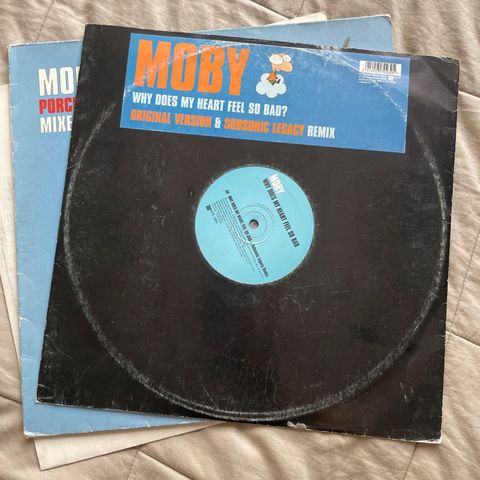 MOBY
WHY DOES MY HEART FEEL SO BAD?
ORIGINAL VERSION & SUBSONIC LEGACY REMIX
MOBY
WHY DOES MY HEART FEEL SO BAD
MO
PORC
MIXE